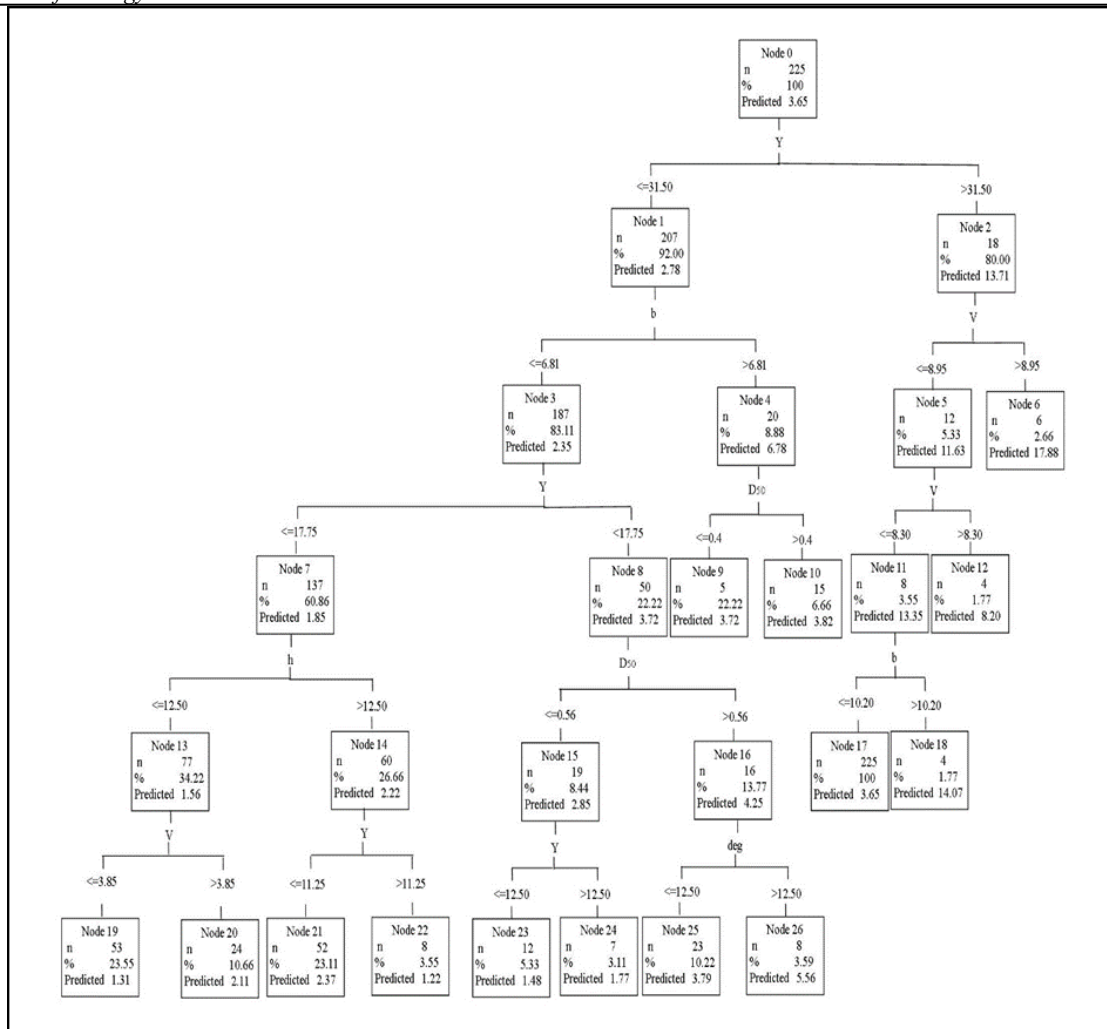 Node 0
n 225
% 100
Predicted 3.65
Y
<=31.50 >31.50
Node 1
n 207
% 92.00
Predicted 2.78
Node 2
n 18
% 80.00
Predicted 13.71
b
V
<=6.81 >6.81
<=8.95 >8.95
Node 3
n 187
% 83.11
Predicted 2.35
Node 4
n 20
% 8.88
Predicted 6.78
Node 5
n 12
% 5.33
Predicted 11.63
Node 6
n 6
% 2.66
Predicted 17.88
Y
D50
V
<=17.75 <17.75
<=0.4 >0.4
<=8.30 >8.30
Node 7
n 137
% 60.86
Predicted 1.85
Node 8
n 50
% 22.22
Predicted 3.72
Node 9
n 5
% 22.22
Predicted 3.72
Node 10
n 15
% 6.66
Predicted 3.82
Node 11
n 8
% 3.55
Predicted 13.35
Node 12
n 4
% 1.77
Predicted 8.20
h
D50
b
<=12.50 >12.50
<=0.56 >0.56
<=10.20 >10.20
Node 13
n 77
% 34.22
Predicted 1.56
Node 14
n 60
% 26.66
Predicted 2.22
Node 15
n 19
% 8.44
Predicted 2.85
Node 16
n 16
% 13.77
Predicted 4.25
Node 17
n 225
% 100
Predicted 3.65
Node 18
n 4
% 1.77
Predicted 14.07
V
Y
Y
deg
<=3.85 >3.85
<=11.25 >11.25
<=12.50 >12.50
<=12.50 >12.50
Node 19
n 53
% 23.55
Predicted 1.31
Node 20
n 24
% 10.66
Predicted 2.11
Node 21
n 52
% 23.11
Predicted 2.37
Node 22
n 8
% 3.55
Predicted 1.22
Node 23
n 12
% 5.33
Predicted 1.48
Node 24
n 7
% 3.11
Predicted 1.77
Node 25
n 23
% 10.22
Predicted 3.79
Node 26
n 8
% 3.59
Predicted 5.56